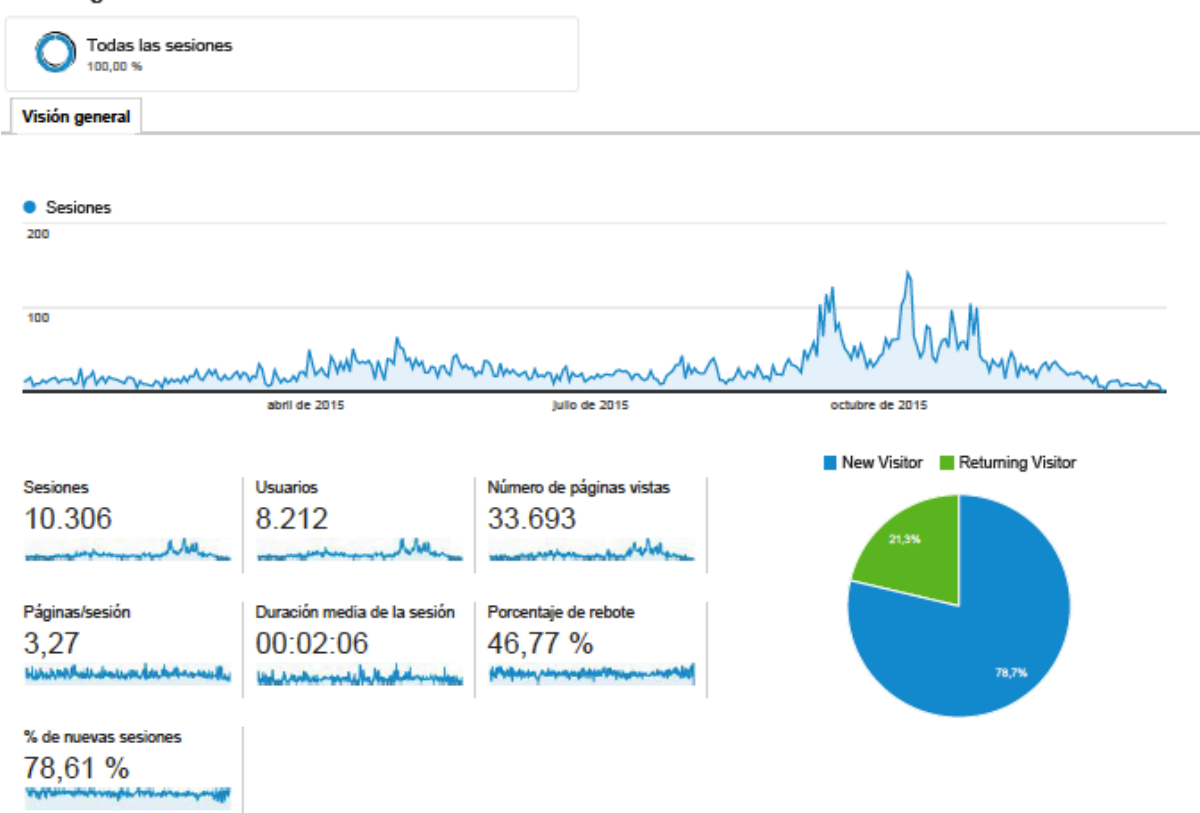 Todas las sesiones
100,00 %
Visión general
Sesiones
200
100
abril de 2015
julio de 2015
octubre de 2015
New Visitor
Returning Visitor
Sesiones
10.306
Usuarios
8.212
Número de páginas vistas
33.693
21,3%
78,7%
Páginas/sesión
3,27
Duración media de la sesión
00:02:06
Porcentaje de rebote
46,77 %
% de nuevas sesiones
78,61 %